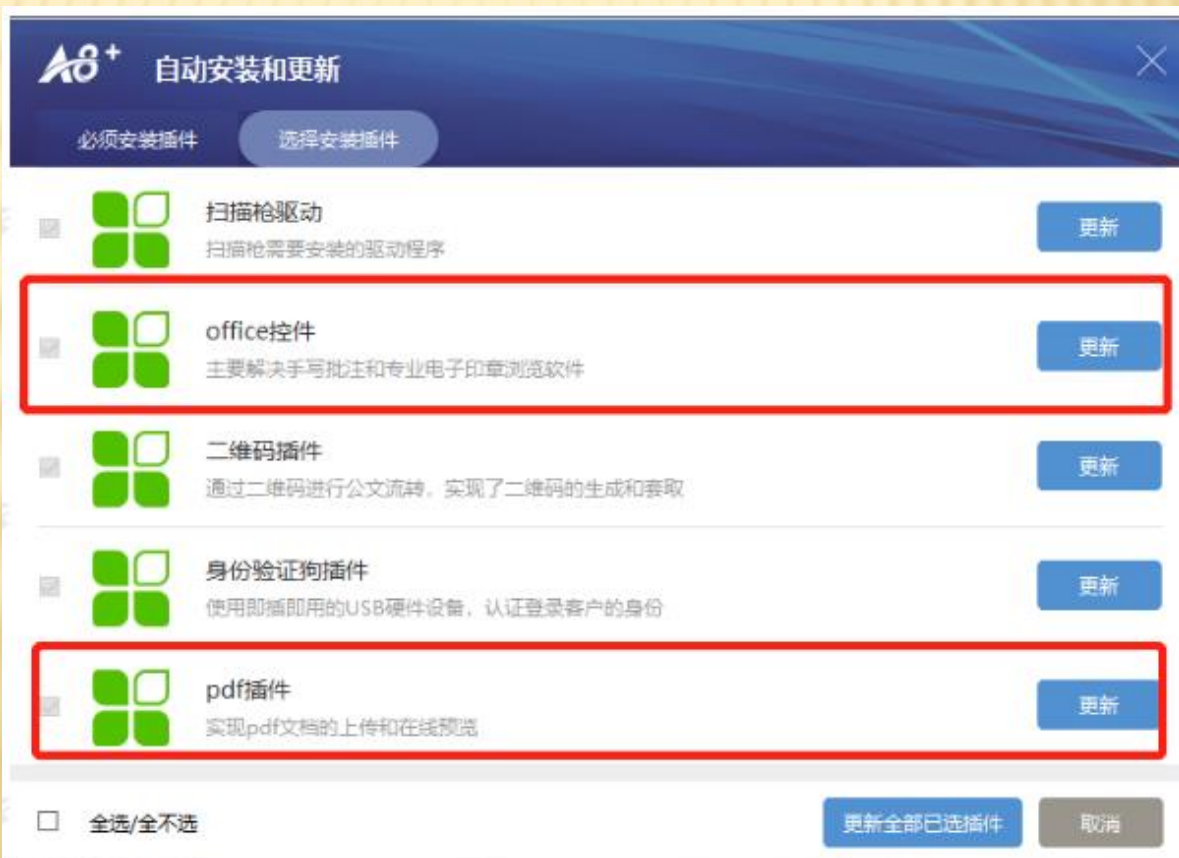 A8+ 自动安装和更新
必须安装插件 选择安装插件
扫描枪驱动
扫描枪需要安装的驱动程序
更新
office控件
主要解决手写批注和专业电子印章浏览软件
更新
二维码插件
通过二维码进行公文流转,实现了二维码的生成和套取
更新
身份验证狗插件
使用即插即用的USB硬件设备,认证登录客户的身份
更新
pdf插件
实现pdf文档的上传和在线预览
更新
全选/全不选 更新全部已选插件 取消